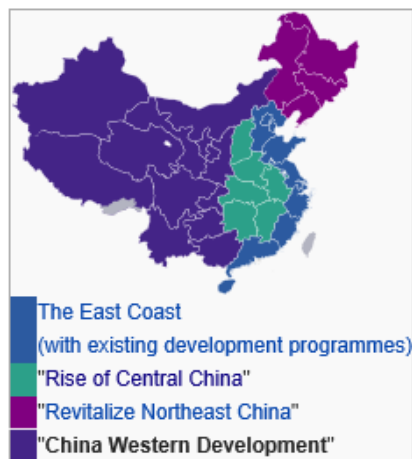 The East Coast
(with existing development programmes)
"Rise of Central China"
"Revitalize Northeast China"
"China Western Development"